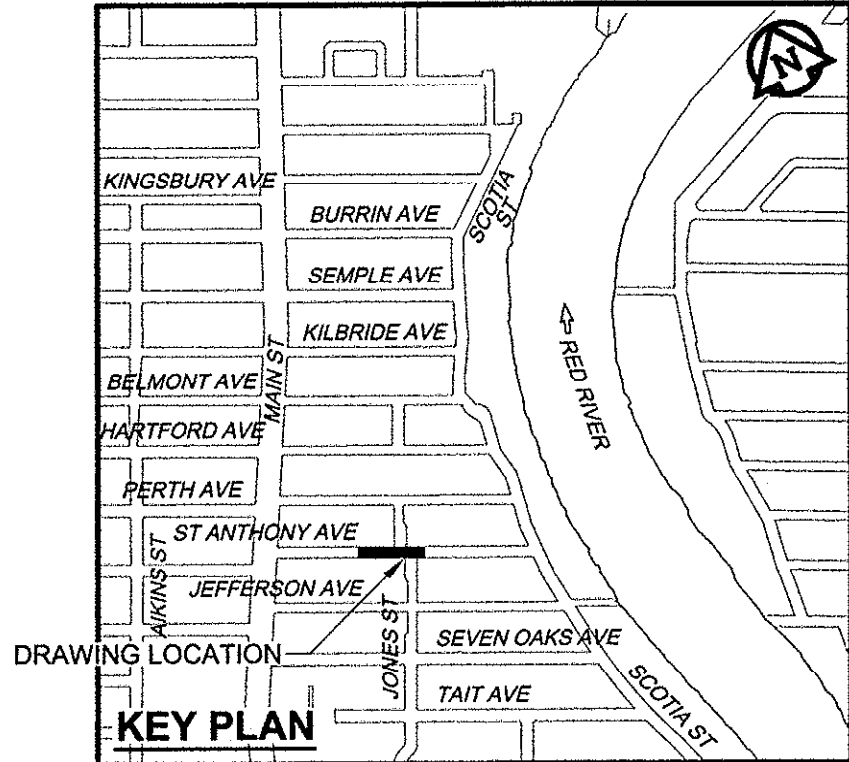 N
KINGSBURY AVE
BURRIN AVE
SCOTIA
ST
SEMPLE AVE
KILBRIDE AVE
MAIN ST
RED RIVER
BELMONT AVE
HARTFORD AVE
PERTH AVE
ST ANTHONY AVE
AIKINS ST
JEFFERSON AVE
JONES ST
SEVEN OAKS AVE
DRAWING LOCATION
TAIT AVE
SCOTIA ST
KEY PLAN